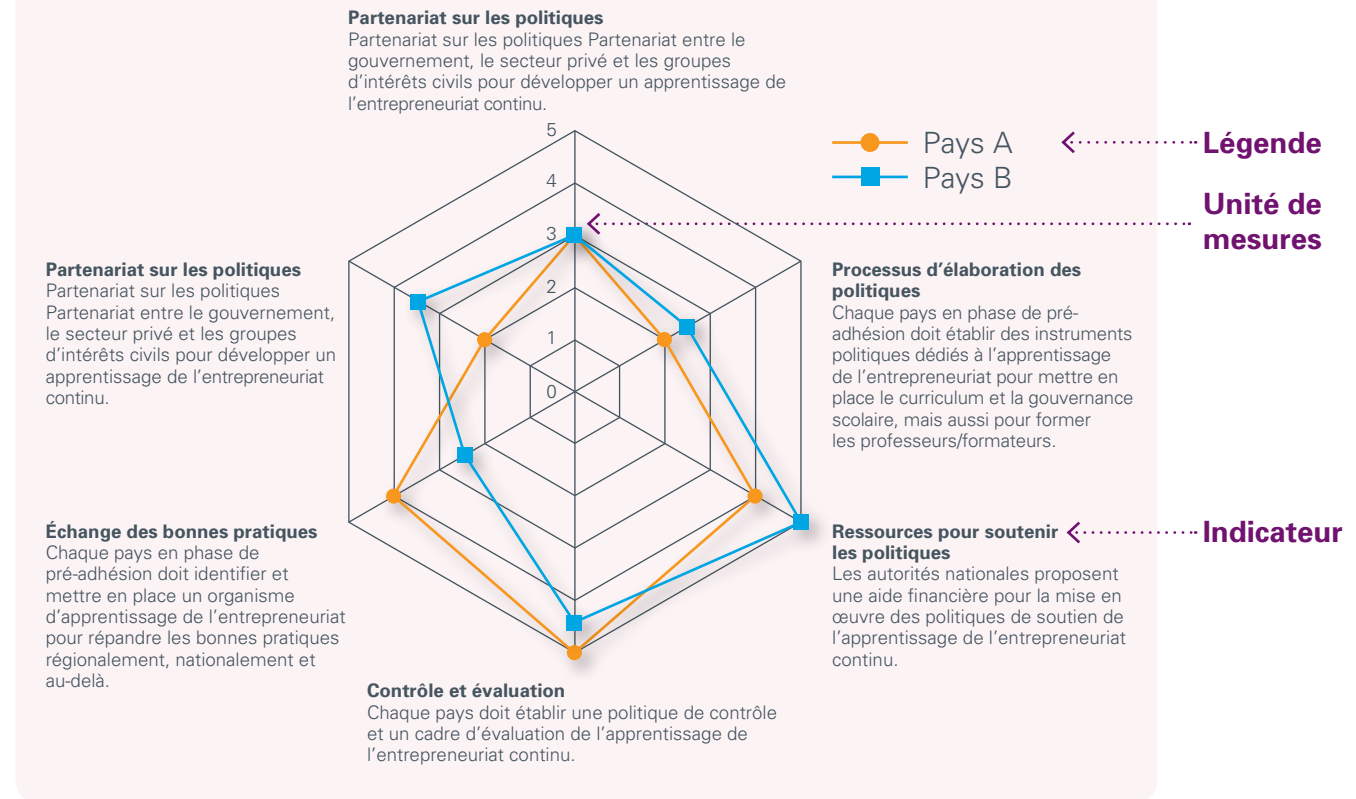 Partenariat sur les politiques
Partenariat sur les politiques Partenariat entre le
gouvernement, le secteur privé et les groupes
d’intérêts civils pour développer un apprentissage de
l’entrepreneuriat continu.
5
4
3
2
1
0
Pays A
Pays B
Légende
Unité de
mesures
Partenariat sur les politiques
Partenariat sur les politiques
Partenariat entre le gouvernement,
le secteur privé et les groupes
d’intérêts civils pour développer un
apprentissage de l’entrepreneuriat
continu.
Processus d’élaboration des
politiques
Chaque pays en phase de pré-
adhésion doit établir des instruments
politiques dédiés à l’apprentissage
de l’entrepreneuriat pour mettre en
place le curriculum et la gouvernance
scolaire, mais aussi pour former
les professeurs/formateurs.
Échange des bonnes pratiques
Chaque pays en phase de
pré-adhésion doit identifier et
mettre en place un organisme
d’apprentissage de l’entrepreneuriat
pour répandre les bonnes pratiques
régionalement, nationalement et
au-delà.
Ressources pour soutenir
les politiques
Les autorités nationales proposent
une aide financière pour la mise en
œuvre des politiques de soutien de
l’apprentissage de l’entrepreneuriat
continu.
Indicateur
Contrôle et évaluation
Chaque pays doit établir une politique de contrôle
et un cadre d’évaluation de l’apprentissage de
l’entrepreneuriat continu.